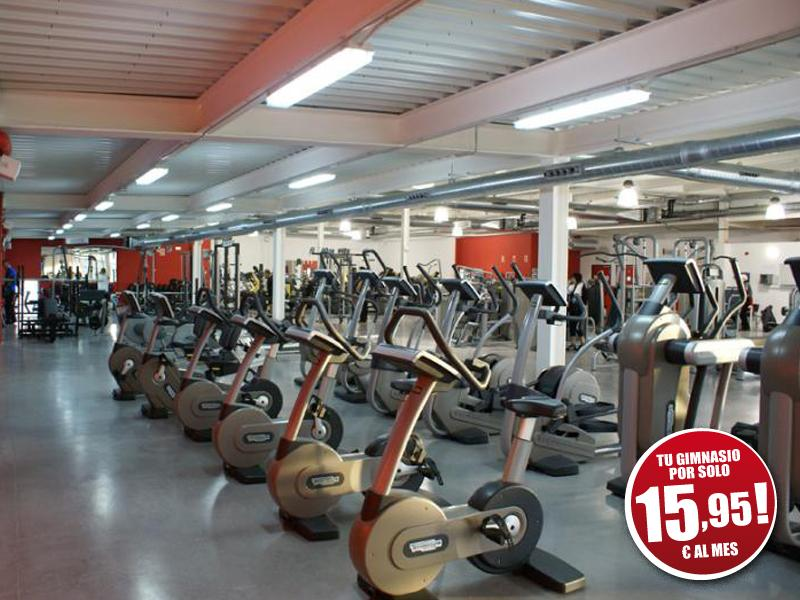 TU GIMNASIO
POR SOLO
15,95!
€ AL MES